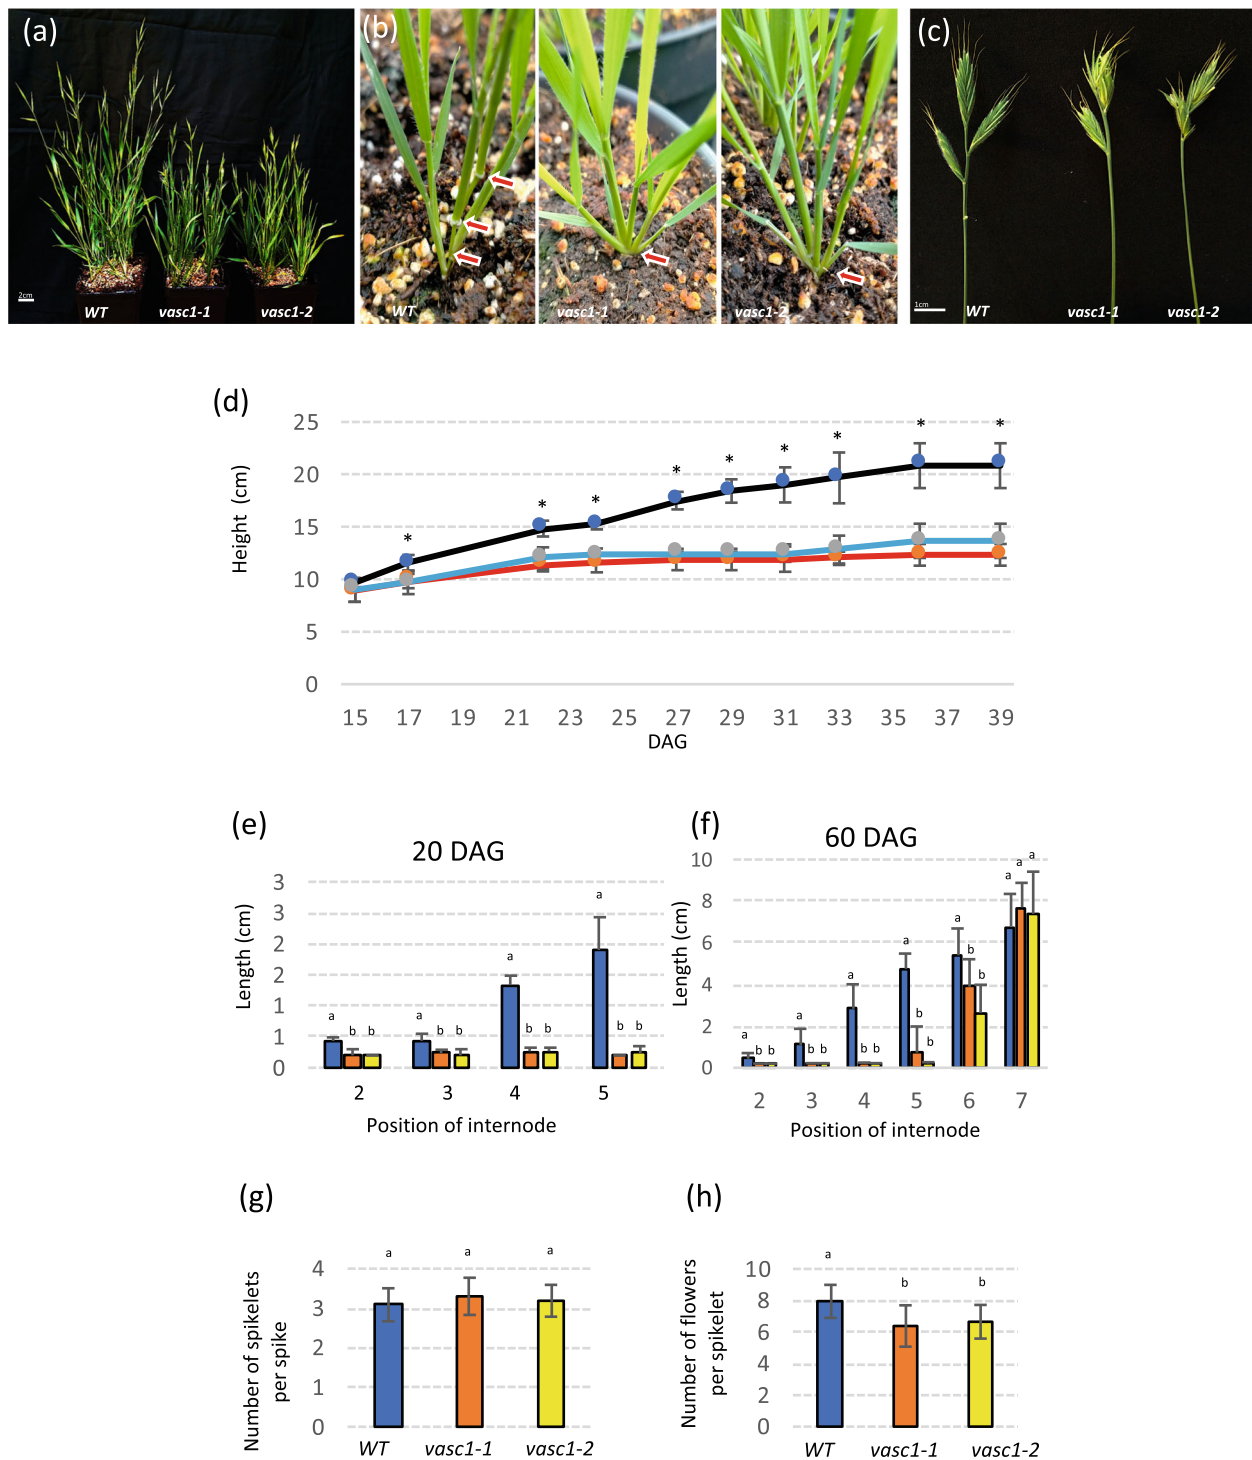 (a)
2cm
WT
vasc1-1
vasc1-2
(b)
WT
vasc1-1
vasc1-2
(c)
1cm
WT
vasc1-1
vasc1-2
(d)
Height (cm)
25
20
15
10
5
0
* * * * * * * * *
15 17 19 21 23 25 27 29 31 33 35 37 39
DAG
(e)
20 DAG
Length (cm)
3
3
2
2
1
1
0
a b b a b b a b b a b b
2 3 4 5
Position of internode
(f)
60 DAG
Length (cm)
10
8
6
4
2
0
a b b a b b a b b a b b a b b a a a
2 3 4 5 6 7
Position of internode
(g)
Number of spikelets
per spike
4
3
2
1
0
a a a
WT vasc1-1 vasc1-2
(h)
Number of flowers
per spikelet
10
8
6
4
2
0
a b b
WT vasc1-1 vasc1-2